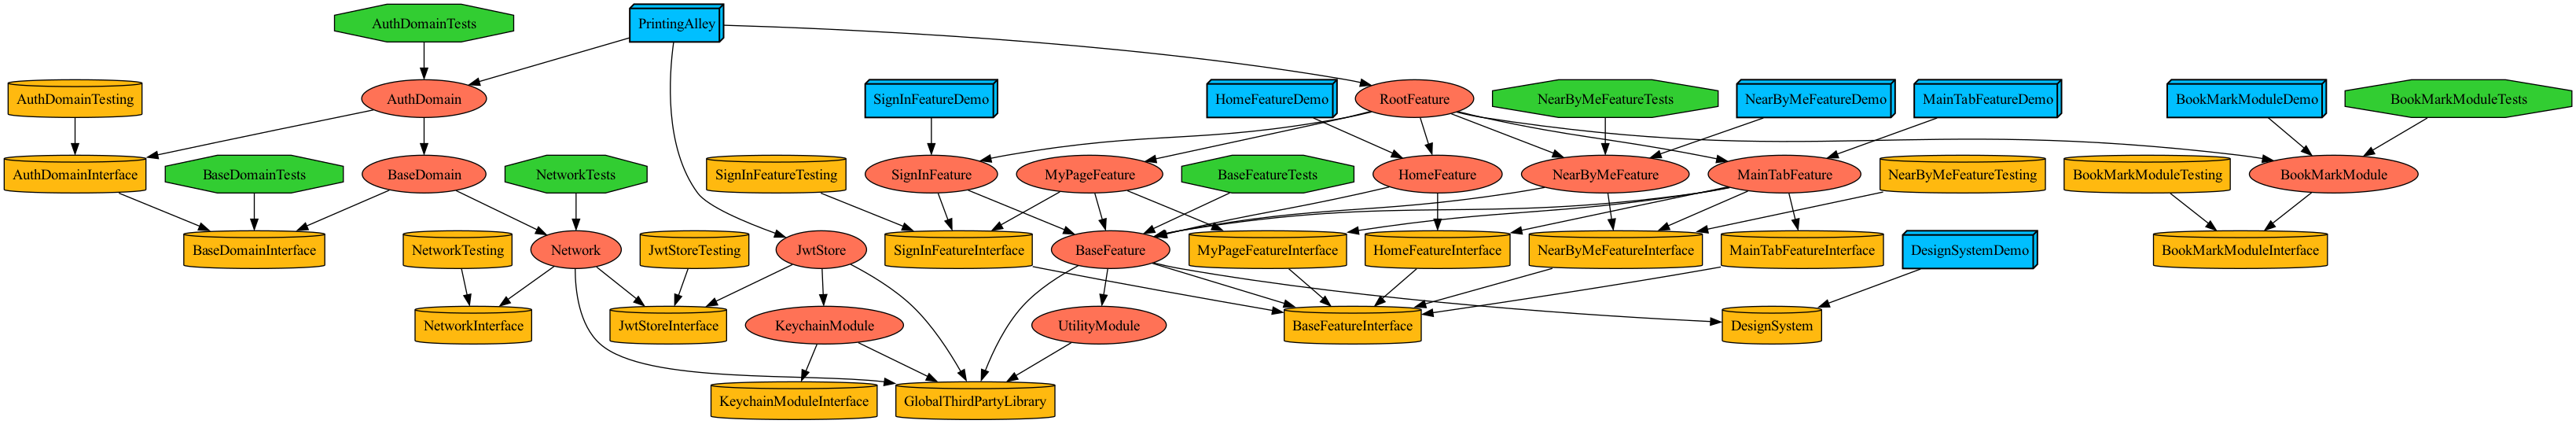 AuthDomainTests
PrintingAlley
AuthDomainTesting
AuthDomain
SignInFeatureDemo
HomeFeatureDemo
RootFeature
NearByMeFeatureTests
NearByMeFeatureDemo
MainTabFeatureDemo
BookMarkModuleDemo
BookMarkModuleTests
AuthDomainInterface
BaseDomainTests
BaseDomain
NetworkTests
SignInFeatureTesting
SignInFeature
MyPageFeature
BaseFeatureTests
HomeFeature
NearByMeFeature
MainTabFeature
NearByMeFeatureTesting
BookMarkModuleTesting
BookMarkModule
BaseDomainInterface
NetworkTesting
Network
JwtStoreTesting
JwtStore
SignInFeatureInterface
BaseFeature
MyPageFeatureInterface
HomeFeatureInterface
NearByMeFeatureInterface
MainTabFeatureInterface
DesignSystemDemo
BookMarkModuleInterface
NetworkInterface
JwtStoreInterface
KeychainModule
UtilityModule
BaseFeatureInterface
DesignSystem
KeychainModuleInterface
GlobalThirdPartyLibrary